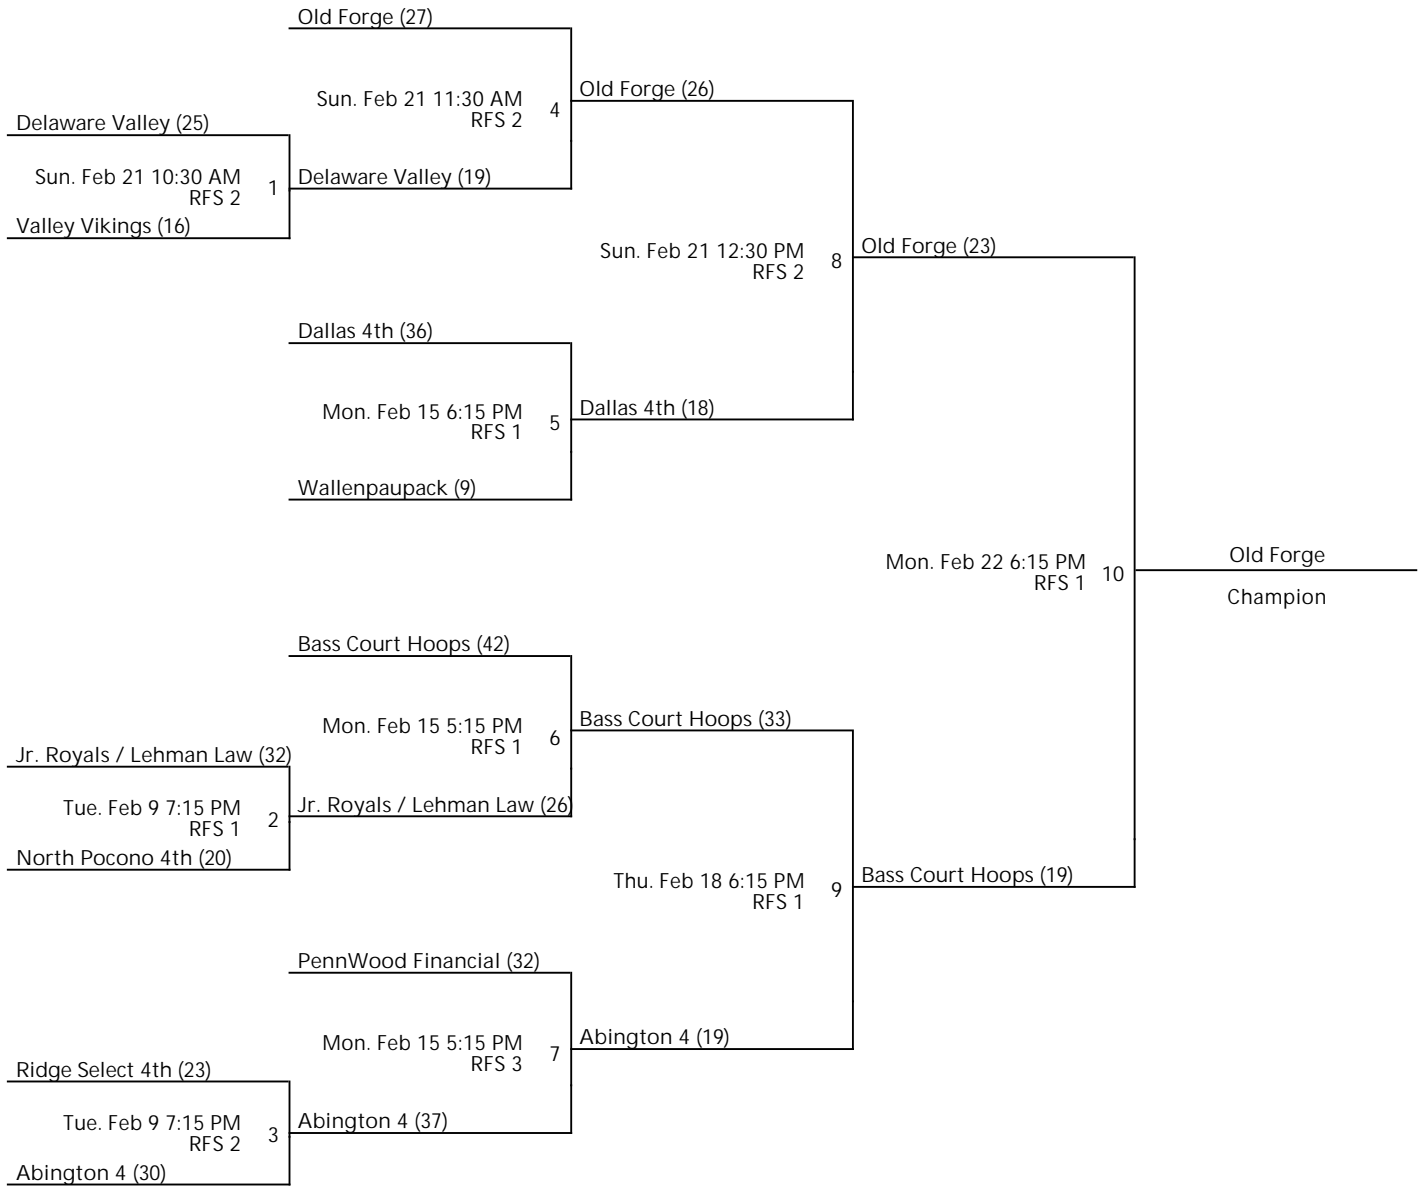 Old Forge (27)
Sun. Feb 21 11:30 AM
RFS 2
4
Old Forge (26)
Delaware Valley (25)
Sun. Feb 21 10:30 AM
RFS 2
1
Delaware Valley (19)
Valley Vikings (16)
Sun. Feb 21 12:30 PM
RFS 2
8
Old Forge (23)
Dallas 4th (36)
Mon. Feb 15 6:15 PM
RFS 1
5
Dallas 4th (18)
Wallenpaupack (9)
Mon. Feb 22 6:15 PM
RFS 1
10
Old Forge
Champion
Bass Court Hoops (42)
Mon. Feb 15 5:15 PM
RFS 1
6
Bass Court Hoops (33)
Jr. Royals / Lehman Law (32)
Tue. Feb 9 7:15 PM
RFS 1
2
Jr. Royals / Lehman Law (26)
North Pocono 4th (20)
Thu. Feb 18 6:15 PM
RFS 1
9
Bass Court Hoops (19)
PennWood Financial (32)
Mon. Feb 15 5:15 PM
RFS 3
7
Abington 4 (19)
Ridge Select 4th (23)
Tue. Feb 9 7:15 PM
RFS 2
3
Abington 4 (37)
Abington 4 (30)